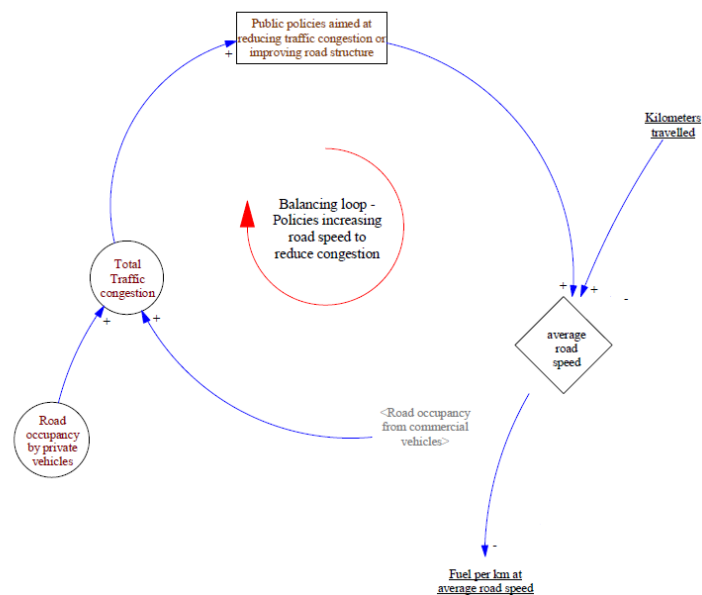 Public policies aimed at
reducing traffic congestion or
improving road structure
+
Kilometers
travelled
Balancing loop -
Policies increasing
road speed to
reduce congestion
Total
Traffic
congestion
+
+
+
+
-
average
road
speed
Road
occupancy
by private
vehicles
<Road occupancy
from commercial
vehicles>
-
Fuel per km at
average road speed